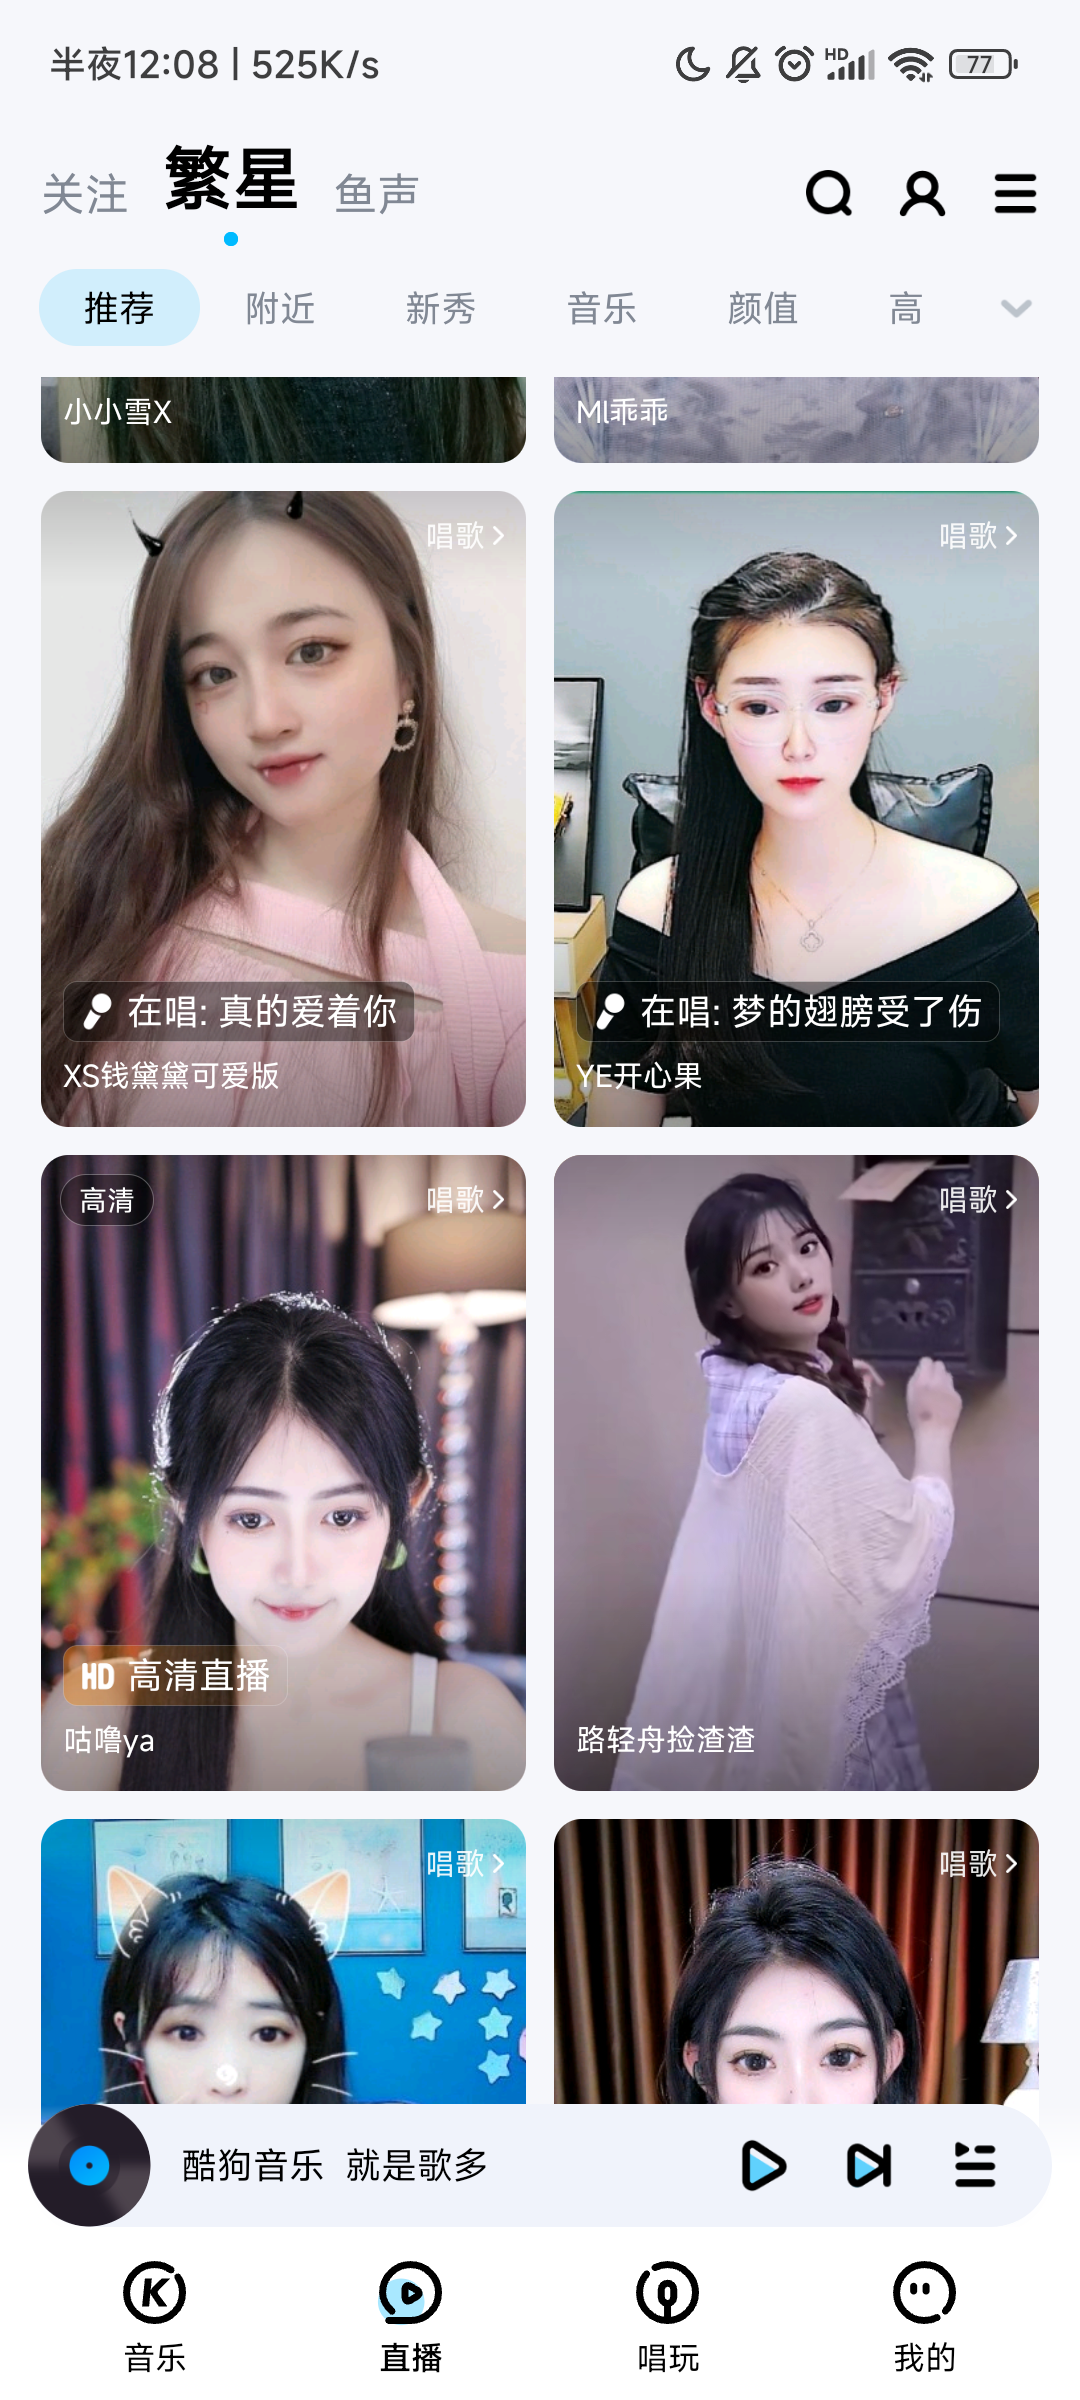 半夜12:08 | 525K/s
HD
77
关注 繁星 鱼声
推荐 附近 新秀 音乐 颜值 高
小小雪X
Ml乖乖
唱歌
在唱: 真的爱着你
XS钱黛黛可爱版
唱歌
在唱: 梦的翅膀受了伤
YE开心果
高清
唱歌
HD 高清直播
咕噜ya
唱歌
路轻舟捡渣渣
唱歌
唱歌
酷狗音乐 就是歌多
音乐 直播 唱玩 我的